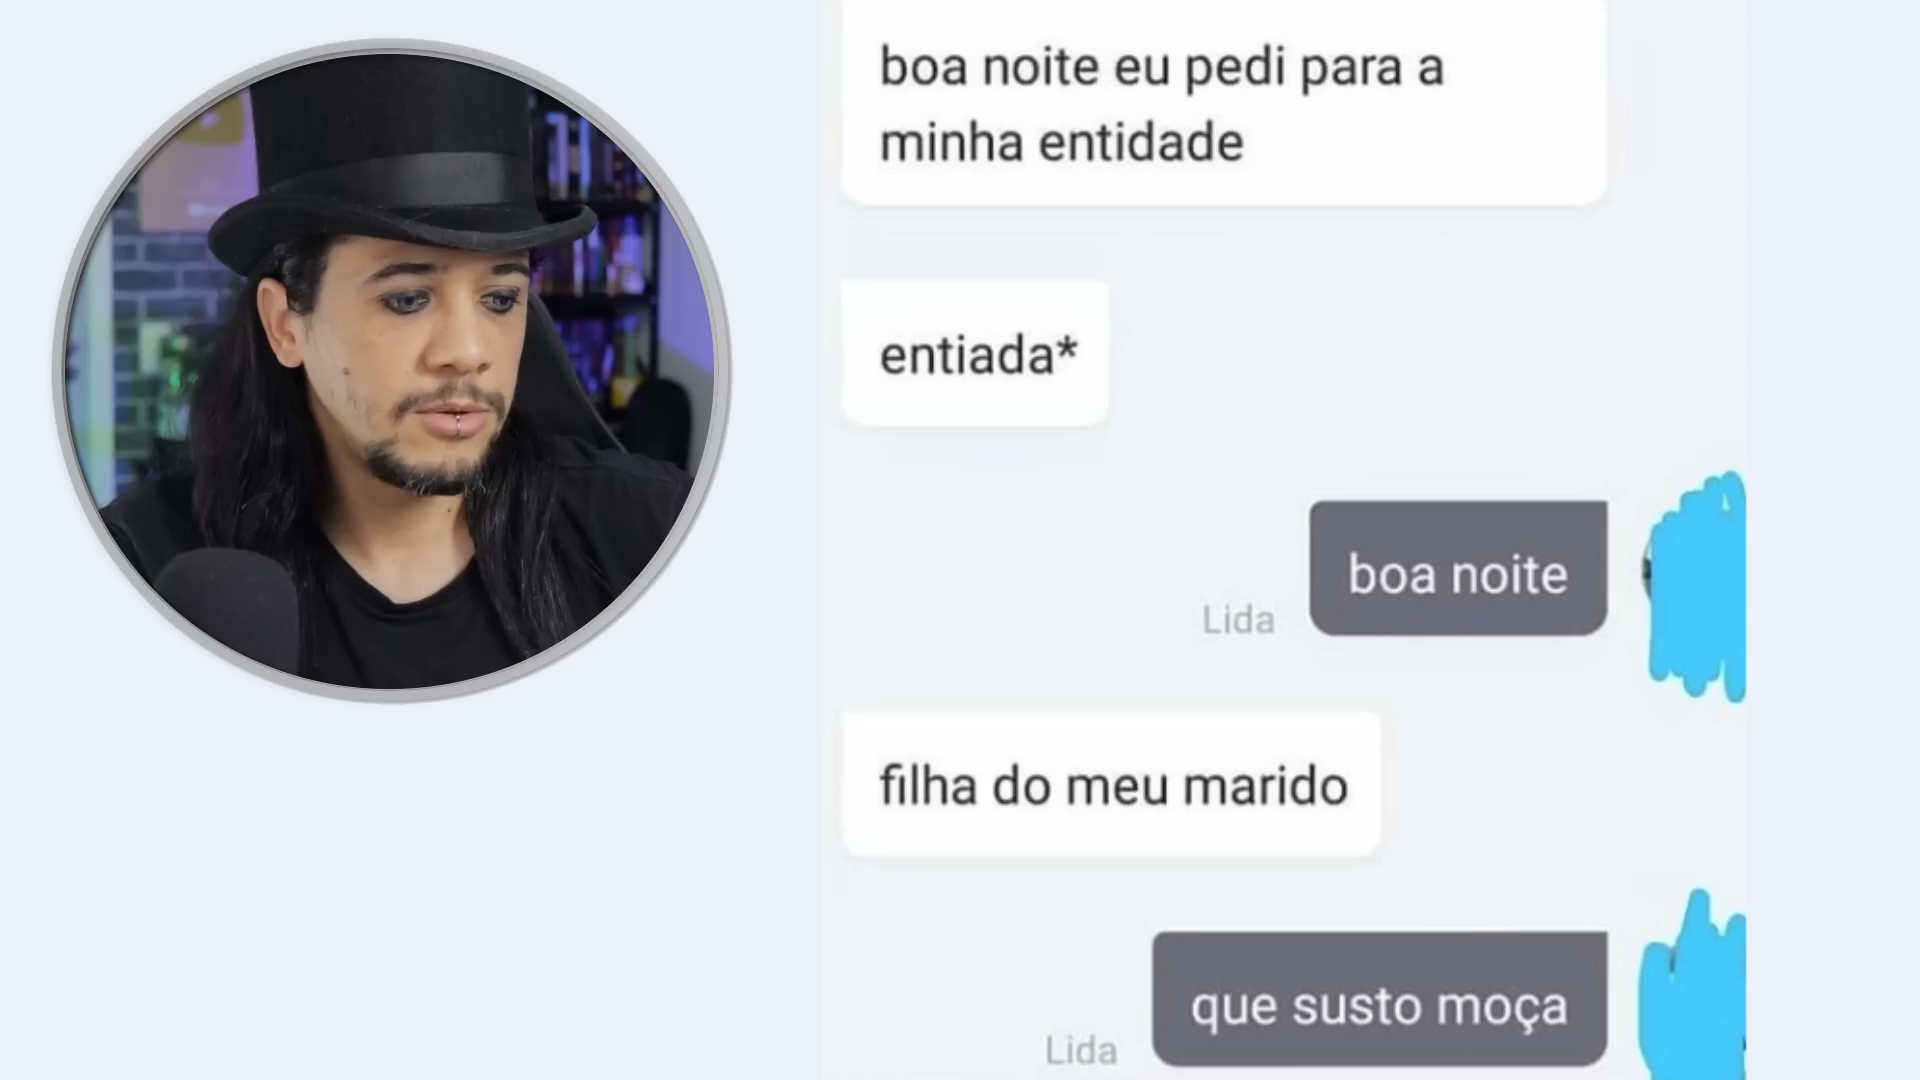 boa noite eu pedi para a
minha entidade
entiada*
boa noite
Lida
filha do meu marido
que susto moça
Lida